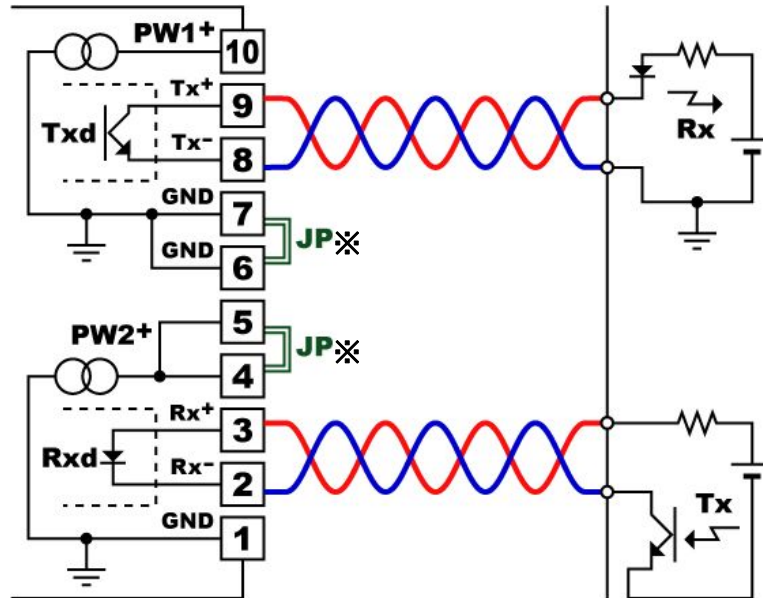 PW1+
10
Tx+
9
Txd
Tx-
8
GND
7
JP※
GND
6
5
PW2+
JP※
4
Rx+
3
Rxd
Rx-
2
GND
1
Rx
Tx